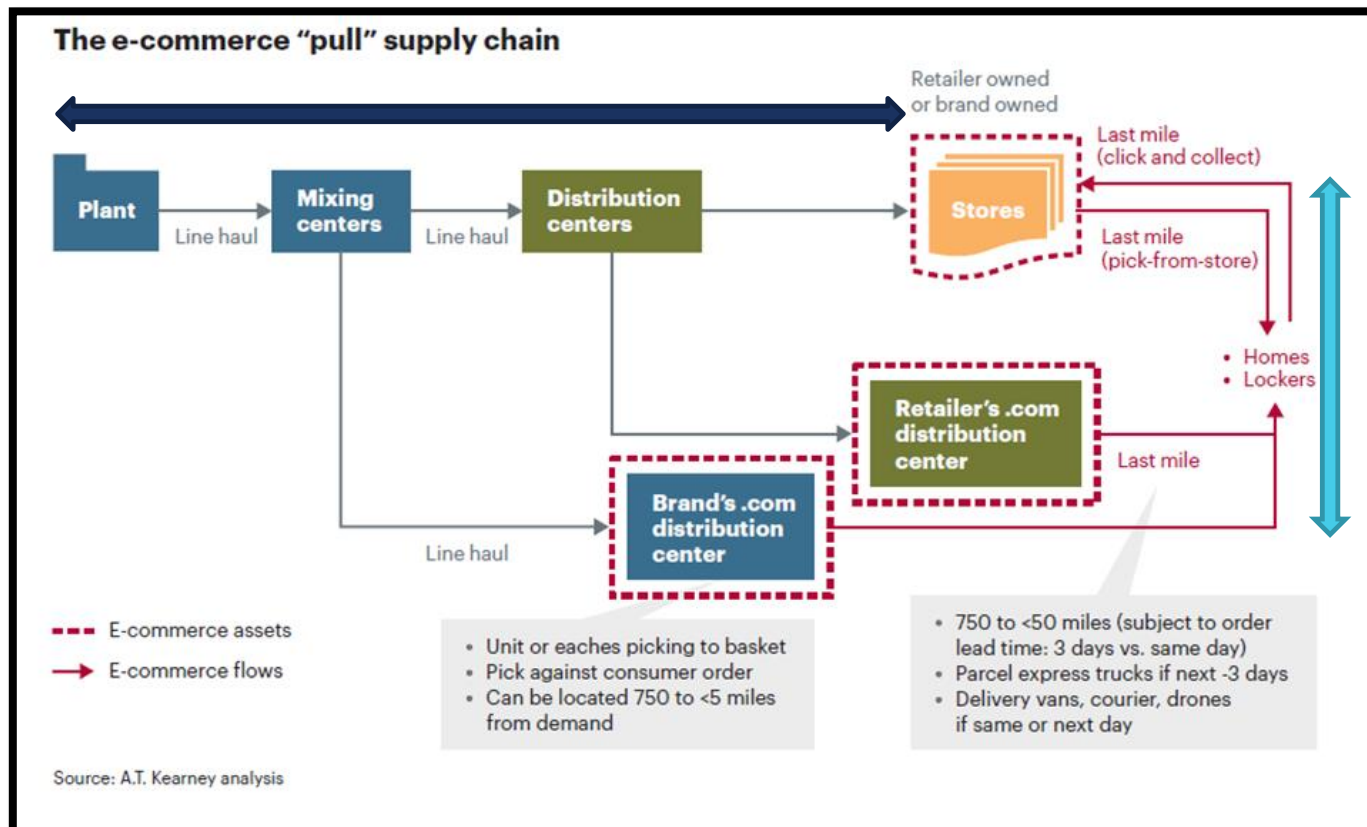 The e-commerce “pull” supply chain
Retailer owned
or brand owned
Last mile
(click and collect)
Plant
Line haul
Mixing
centers
Line haul
Distribution
centers
Stores
Last mile
(pick-from-store)
• Homes
• Lockers
Retailer’s .com
distribution
center
Last mile
Brand’s .com
distribution
center
Line haul
E-commerce assets
E-commerce flows
• Unit or eaches picking to basket
• Pick against consumer order
• Can be located 750 to <5 miles
from demand
• 750 to <50 miles (subject to order
lead time: 3 days vs. same day)
• Parcel express trucks if next -3 days
• Delivery vans, courier, drones
if same or next day
Source: A.T. Kearney analysis